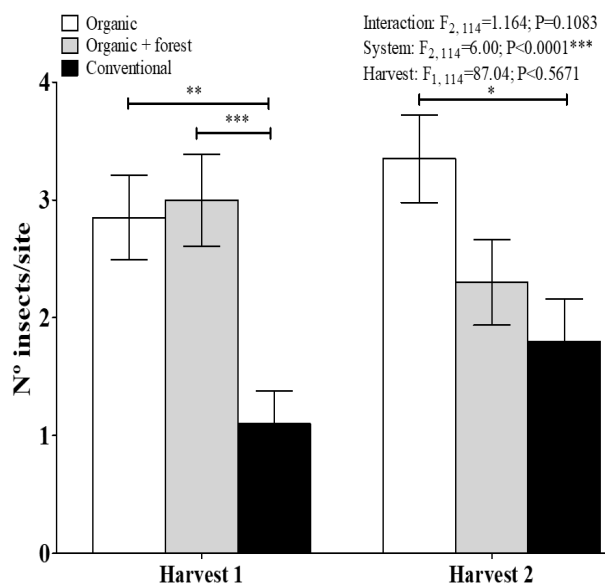 Organic
Organic + forest
Conventional
Interaction: F2, 114=1.164; P=0.1083
System: F2, 114=6.00; P<0.0001***
Harvest: F1, 114=87.04; P<0.5671
**
***
*
4
3
2
1
0
Nº insects/site
Harvest 1
Harvest 2